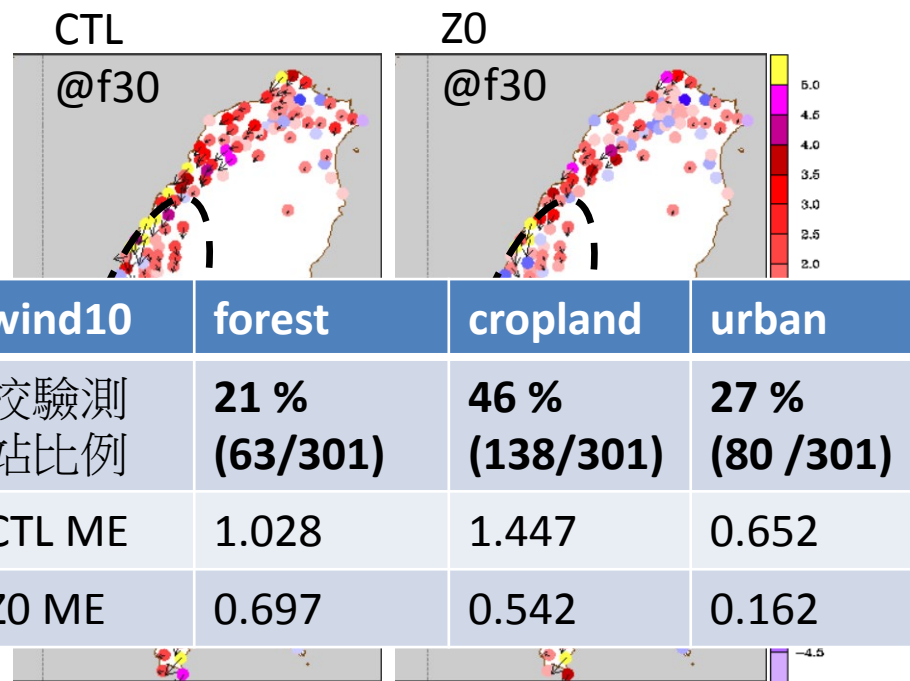 CTL
@f30
Z0
@f30
5.0
4.5
4.0
3.5
3.0
2.5
2.0
wind10 forest cropland urban
校驗測站比例 21 % (63/301) 46 % (138/301) 27 % (80 /301)
CTL ME 1.028 1.447 0.652
Z0 ME 0.697 0.542 0.162
−4.5